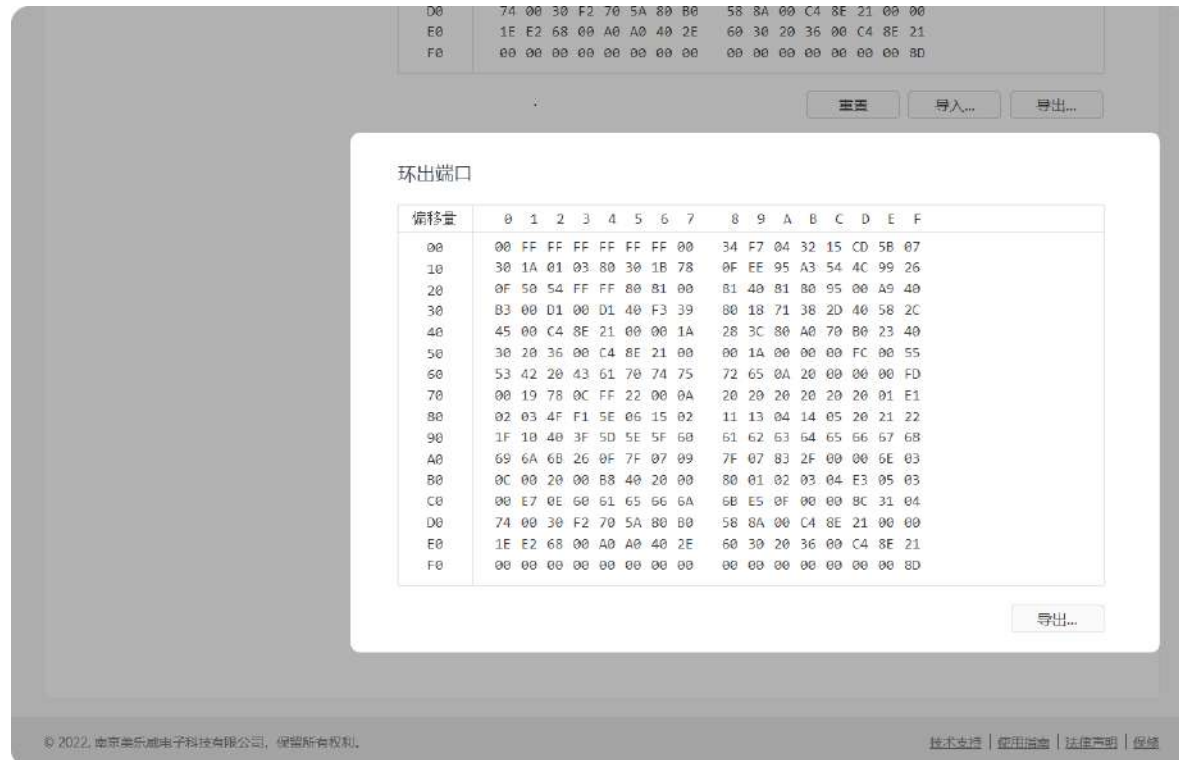 D0 74 00 30 F2 70 5A 80 B0 58 8A 00 C4 8E 21 00 00
E0 1E E2 68 00 A0 A0 40 2E 60 30 20 36 00 C4 8E 21
F0 00 00 00 00 00 00 00 00 00 00 00 00 00 00 00 8D
重置 导入... 导出...
环出端口
偏移量 0 1 2 3 4 5 6 7 8 9 A B C D E F
00 00 FF FF FF FF FF FF 00 34 F7 04 32 15 CD 5B 07
10 30 1A 01 03 80 30 1B 78 0F EE 95 A3 54 4C 99 26
20 0F 50 54 FF FF 80 81 00 81 40 81 80 95 00 A9 40
30 B3 00 D1 00 D1 40 F3 39 80 18 71 38 2D 40 58 2C
40 45 00 C4 8E 21 00 00 1A 28 3C 80 A0 70 B0 23 40
50 30 20 36 00 C4 8E 21 00 00 1A 00 00 00 FC 00 55
60 53 42 20 43 61 70 74 75 72 65 0A 20 00 00 00 FD
70 00 19 78 0C FF 22 00 0A 20 20 20 20 20 20 01 E1
80 02 03 4F F1 5E 06 15 02 11 13 04 14 05 20 21 22
90 1F 10 40 3F 5D 5E 5F 60 61 62 63 64 65 66 67 68
A0 69 6A 6B 26 0F 7F 07 09 7F 07 83 2F 00 00 6E 03
B0 0C 00 20 00 B8 40 20 00 80 01 02 03 04 E3 05 03
C0 00 E7 0E 60 61 65 66 6A 6B E5 0F 00 00 8C 31 04
D0 74 00 30 F2 70 5A 80 B0 58 8A 00 C4 8E 21 00 00
E0 1E E2 68 00 A0 A0 40 2E 60 30 20 36 00 C4 8E 21
F0 00 00 00 00 00 00 00 00 00 00 00 00 00 00 00 8D
导出...
© 2022, 南京美乐威电子科技有限公司，保留所有权利。 技术支持 | 使用指南 | 法律声明 | 保修